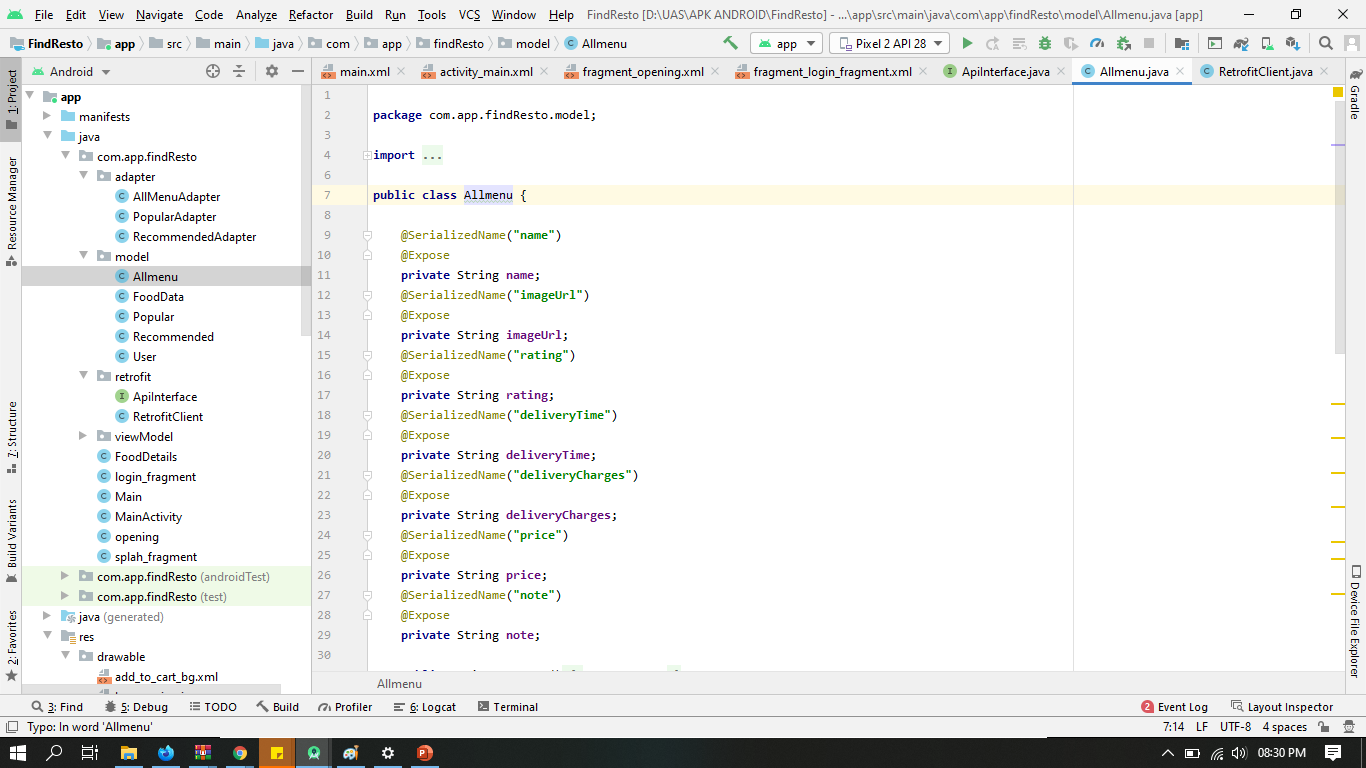 File Edit View Navigate Code Analyze Refactor Build Run Tools VCS Window Help FindResto [D:\UAS\APK ANDROID\FindResto] - ...\app\src\main\java\com\app\findResto\model\Allmenu.java [app]
FindResto app src main java com app findResto model Allmenu app Pixel 2 API 28
Android main.xml activity_main.xml fragment_opening.xml fragment_login_fragment.xml ApiInterface.java Allmenu.java RetrofitClient.java
1: Project
Resource Manager
Z: Structure
Build Variants
2: Favorites
app
manifests
java
com.app.findResto
adapter
AllMenuAdapter
PopularAdapter
RecommendedAdapter
model
Allmenu
FoodData
Popular
Recommended
User
retrofit
ApiInterface
RetrofitClient
viewModel
FoodDetails
login_fragment
Main
MainActivity
opening
splah_fragment
com.app.findResto (androidTest)
com.app.findResto (test)
java (generated)
res
drawable
add_to_cart_bg.xml
1
2 package com.app.findResto.model;
3
4 import ...
6
7 public class Allmenu {
8
9 @SerializedName("name")
10 @Expose
11 private String name;
12 @SerializedName("imageUrl")
13 @Expose
14 private String imageUrl;
15 @SerializedName("rating")
16 @Expose
17 private String rating;
18 @SerializedName("deliveryTime")
19 @Expose
20 private String deliveryTime;
21 @SerializedName("deliveryCharges")
22 @Expose
23 private String deliveryCharges;
24 @SerializedName("price")
25 @Expose
26 private String price;
27 @SerializedName("note")
28 @Expose
29 private String note;
30
Allmenu
Gradle
Device File Explorer
3: Find 5: Debug TODO Build Profiler 6: Logcat Terminal 2 Event Log Layout Inspector
Typo: In word 'Allmenu' 7:14 LF UTF-8 4 spaces
08:30 PM